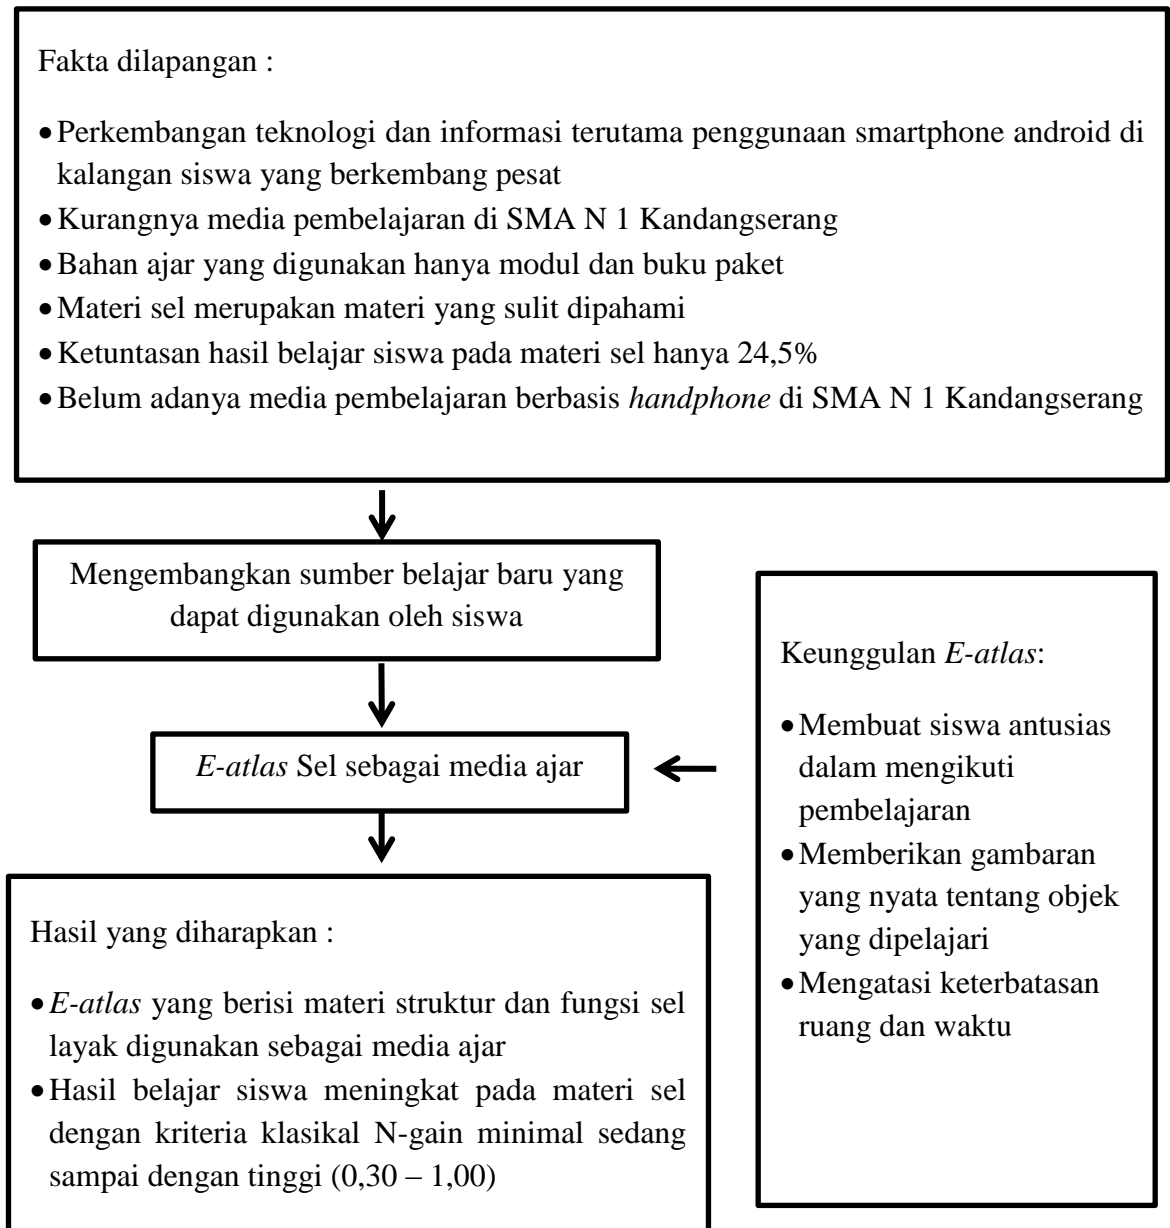 Fakta dilapangan :
•Perkembangan teknologi dan informasi terutama penggunaan smartphone android di
kalangan siswa yang berkembang pesat
•Kurangnya media pembelajaran di SMA N 1 Kandangserang
•Bahan ajar yang digunakan hanya modul dan buku paket
•Materi sel merupakan materi yang sulit dipahami
•Ketuntasan hasil belajar siswa pada materi sel hanya 24,5%
•Belum adanya media pembelajaran berbasis handphone di SMA N 1 Kandangserang
Mengembangkan sumber belajar baru yang
dapat digunakan oleh siswa
E-atlas Sel sebagai media ajar
Keunggulan E-atlas:
•Membuat siswa antusias
dalam mengikuti
pembelajaran
•Memberikan gambaran
yang nyata tentang objek
yang dipelajari
•Mengatasi keterbatasan
ruang dan waktu
Hasil yang diharapkan :
•E-atlas yang berisi materi struktur dan fungsi sel
layak digunakan sebagai media ajar
•Hasil belajar siswa meningkat pada materi sel
dengan kriteria klasikal N-gain minimal sedang
sampai dengan tinggi (0,30 – 1,00)